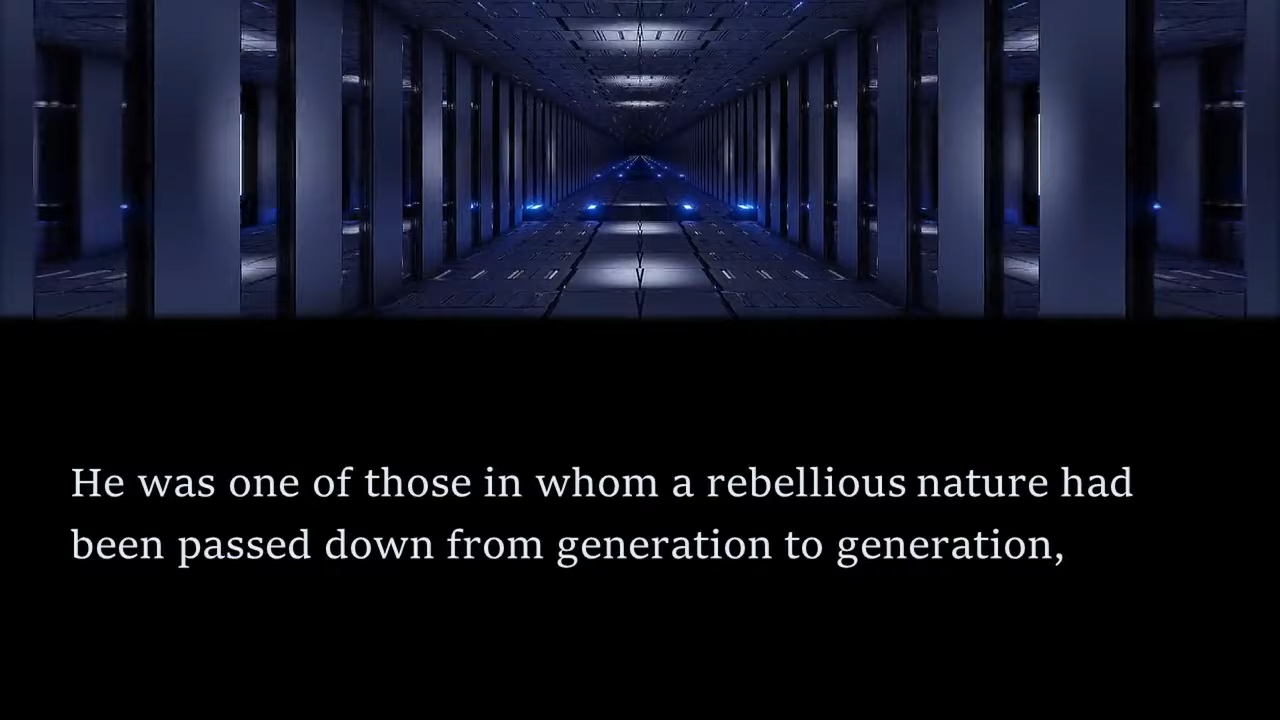 He was one of those in whom a rebellious nature had
been passed down from generation to generation,